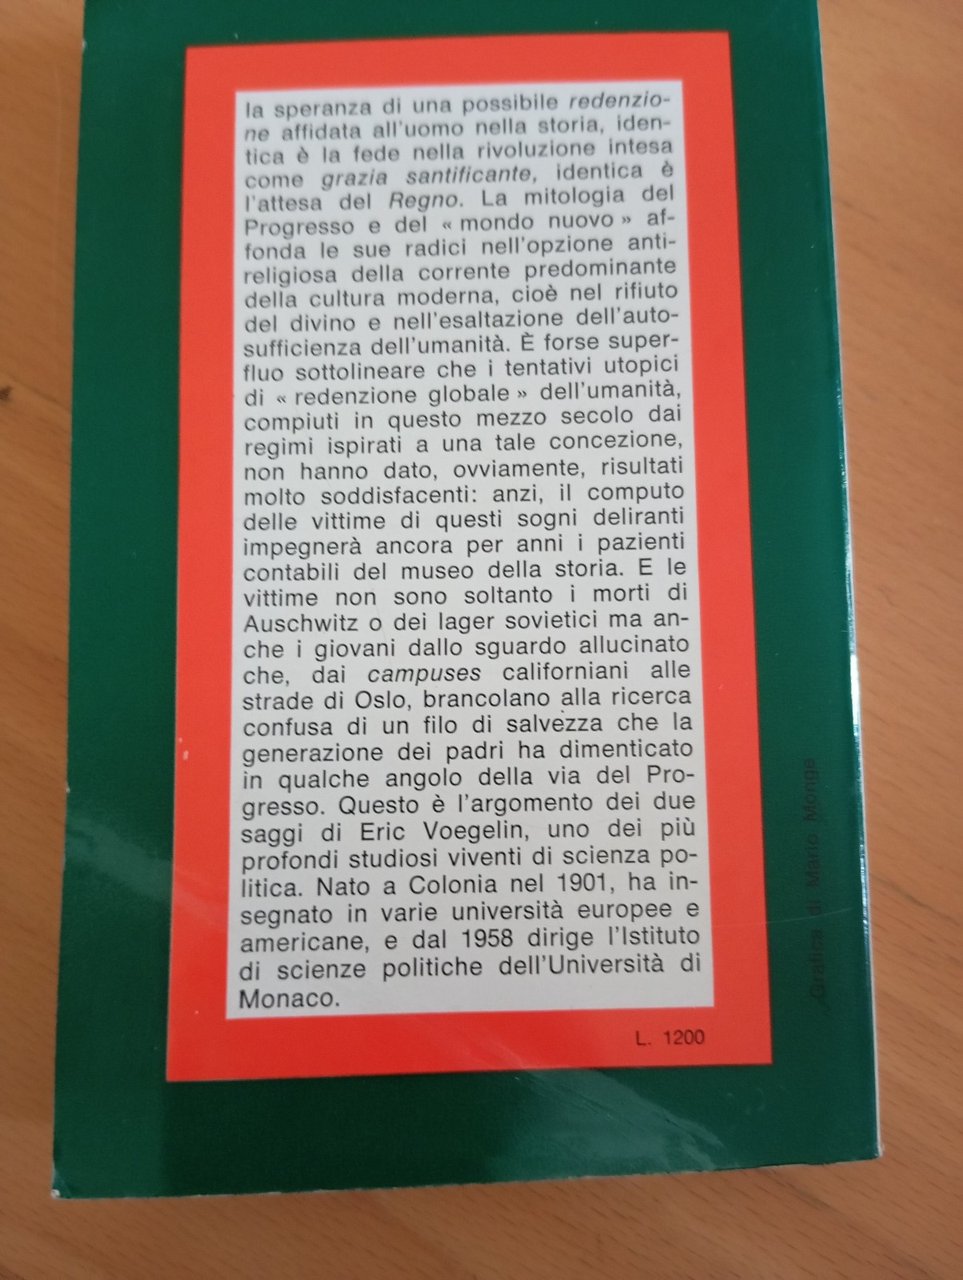 la speranza di una possibile redenzio-
ne affidata all'uomo nella storia, iden-
tica è la fede nella rivoluzione intesa
come grazia santificante, identica è
l'attesa del Regno. La mitologia del
Progresso e del « mondo nuovo » af-
fonda le sue radici nell'opzione anti-
religiosa della corrente predominante
della cultura moderna, cioè nel rifiuto
del divino e nell'esaltazione dell'auto-
sufficienza dell'umanità. È forse super-
fluo sottolineare che i tentativi utopici
di « redenzione globale » dell'umanità,
compiuti in questo mezzo secolo dai
regimi ispirati a una tale concezione,
non hanno dato, ovviamente, risultati
molto soddisfacenti: anzi, il computo
delle vittime di questi sogni deliranti
impegnerà ancora per anni i pazienti
contabili del museo della storia. E le
vittime non sono soltanto i morti di
Auschwitz o dei lager sovietici ma an-
che i giovani dallo sguardo allucinato
che, dai campuses californiani alle
strade di Oslo, brancolano alla ricerca
confusa di un filo di salvezza che la
generazione dei padri ha dimenticato
in qualche angolo della via del Pro-
gresso. Questo è l'argomento dei due
saggi di Eric Voegelin, uno dei più
profondi studiosi viventi di scienza po-
litica. Nato a Colonia nel 1901, ha in-
segnato in varie università europee e
americane, e dal 1958 dirige l'Istituto
di scienze politiche dell'Università di
Monaco.
L. 1200
Grafica di Mario Monge